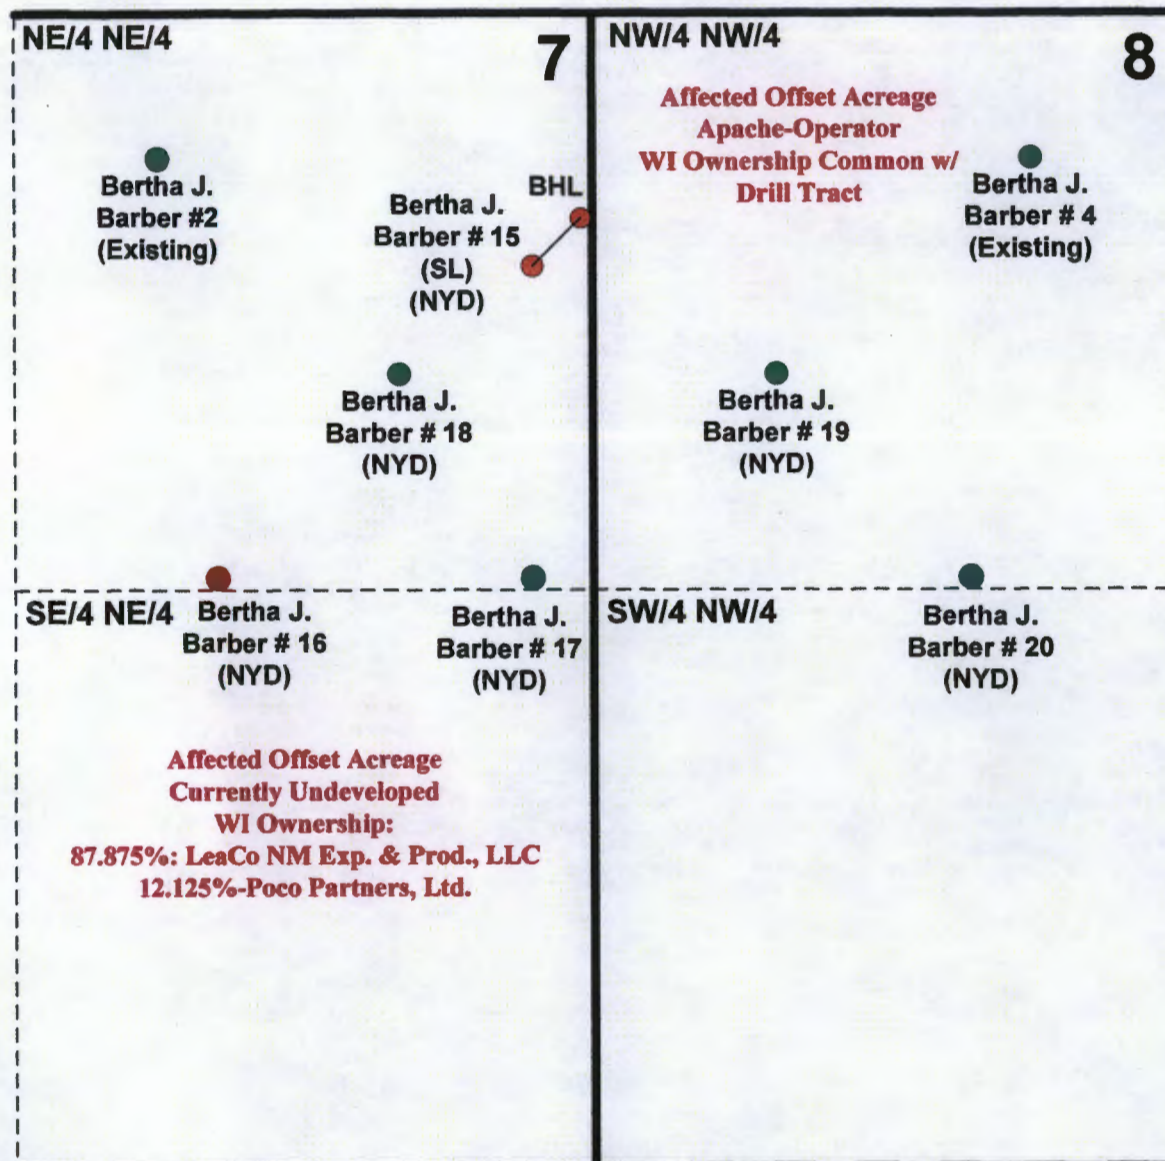 NE/4 NE/4
7
NW/4 NW/4
8
Affected Offset Acreage
Apache-Operator
WI Ownership Common w/
Drill Tract
Bertha J.
Barber #2
(Existing)
BHL
Bertha J.
Barber # 15
(SL)
(NYD)
Bertha J.
Barber # 4
(Existing)
Bertha J.
Barber # 18
(NYD)
Bertha J.
Barber # 19
(NYD)
SE/4 NE/4
Bertha J.
Barber # 16
(NYD)
Bertha J.
Barber # 17
(NYD)
SW/4 NW/4
Bertha J.
Barber # 20
(NYD)
Affected Offset Acreage
Currently Undeveloped
WI Ownership:
87.875%: LeaCo NM Exp. & Prod., LLC
12.125%-Poco Partners, Ltd.